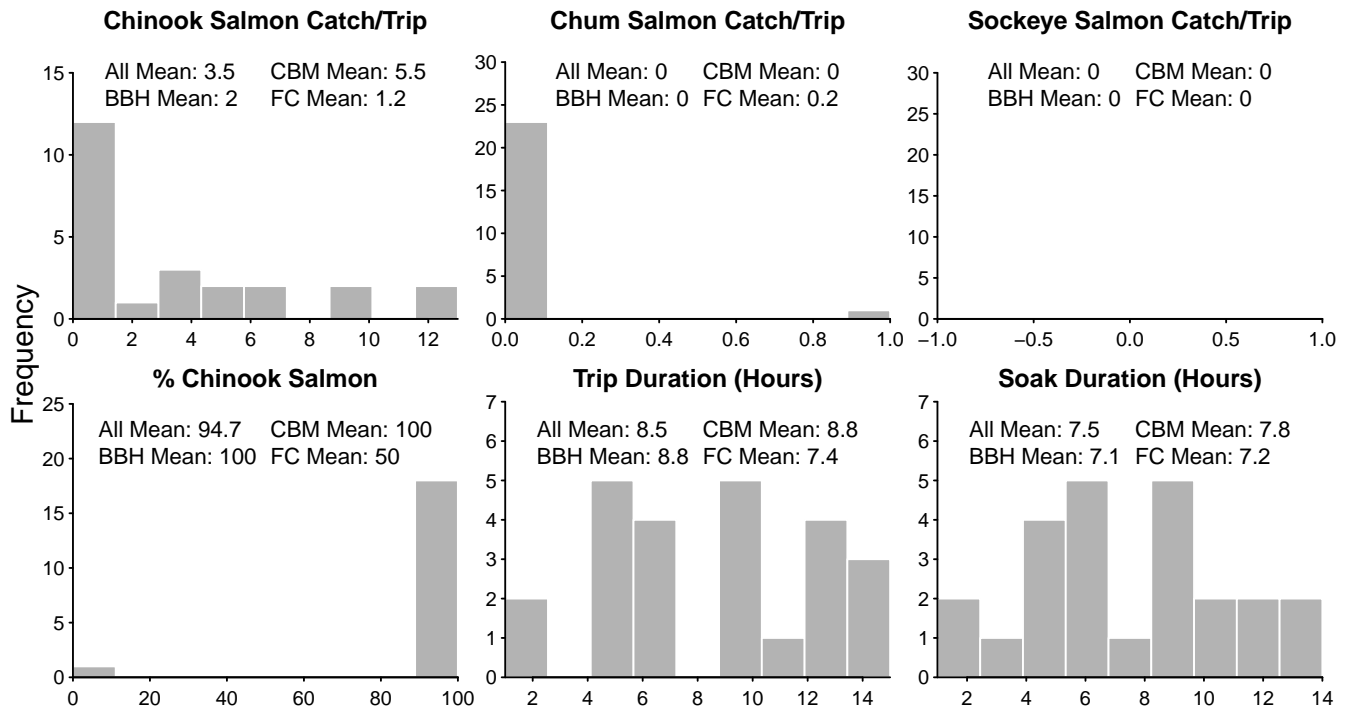 Chinook Salmon Catch/Trip
All Mean: 3.5 CBM Mean: 5.5
BBH Mean: 2 FC Mean: 1.2
15
10
5
0
0 2 4 6 8 10 12
Chum Salmon Catch/Trip
All Mean: 0 CBM Mean: 0
BBH Mean: 0 FC Mean: 0.2
30
25
20
15
10
5
0
0.0 0.2 0.4 0.6 0.8 1.0
Sockeye Salmon Catch/Trip
All Mean: 0 CBM Mean: 0
BBH Mean: 0 FC Mean: 0
30
25
20
15
10
5
0
−1.0 −0.5 0.0 0.5 1.0
Frequency
% Chinook Salmon
All Mean: 94.7 CBM Mean: 100
BBH Mean: 100 FC Mean: 50
25
20
15
10
5
0
0 20 40 60 80 100
Trip Duration (Hours)
All Mean: 8.5 CBM Mean: 8.8
BBH Mean: 8.8 FC Mean: 7.4
7
6
5
4
3
2
1
0
2 4 6 8 10 12 14
Soak Duration (Hours)
All Mean: 7.5 CBM Mean: 7.8
BBH Mean: 7.1 FC Mean: 7.2
7
6
5
4
3
2
1
0
2 4 6 8 10 12 14